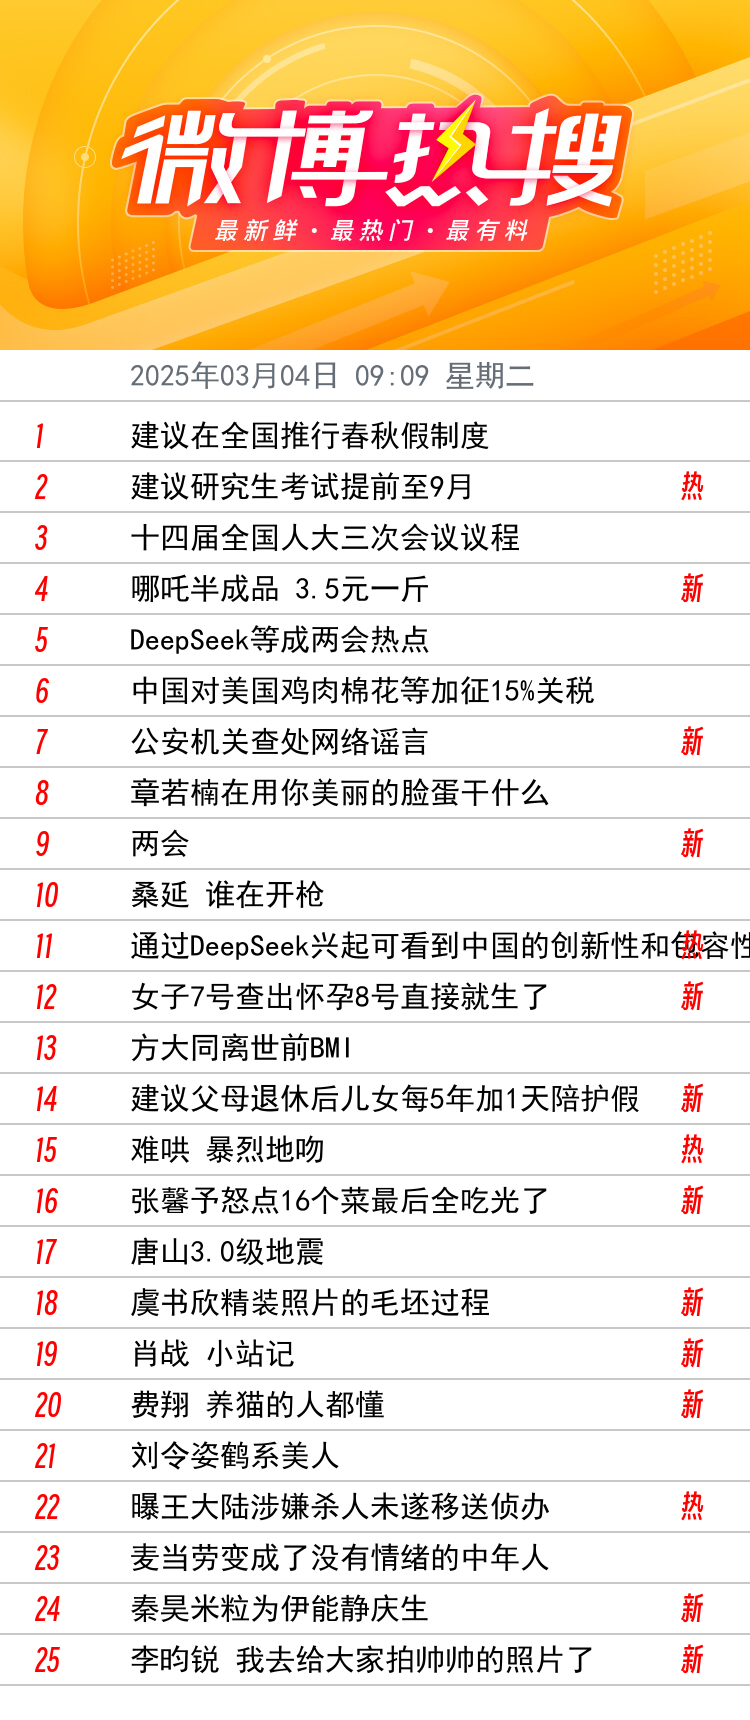 微博热搜
最新鲜·最热门·最有料
2025年03月04日 09:09 星期二
1 建议在全国推行春秋假制度
2 建议研究生考试提前至9月 热
3 十四届全国人大三次会议议程
4 哪吒半成品 3.5元一斤 新
5 DeepSeek等成两会热点
6 中国对美国鸡肉棉花等加征15%关税
7 公安机关查处网络谣言 新
8 章若楠在用你美丽的脸蛋干什么
9 两会 新
10 桑延 谁在开枪
11 通过DeepSeek兴起可看到中国的创新性和包容性 热
12 女子7号查出怀孕8号直接就生了 新
13 方大同离世前BMI
14 建议父母退休后儿女每5年加1天陪护假 新
15 难哄 暴烈地吻 热
16 张馨予怒点16个菜最后全吃光了 新
17 唐山3.0级地震
18 虞书欣精装照片的毛坯过程 新
19 肖战 小站记 新
20 费翔 养猫的人都懂 新
21 刘令姿鹤系美人
22 曝王大陆涉嫌杀人未遂移送侦办 热
23 麦当劳变成了没有情绪的中年人
24 秦昊米粒为伊能静庆生 新
25 李昀锐 我去给大家拍帅帅的照片了 新